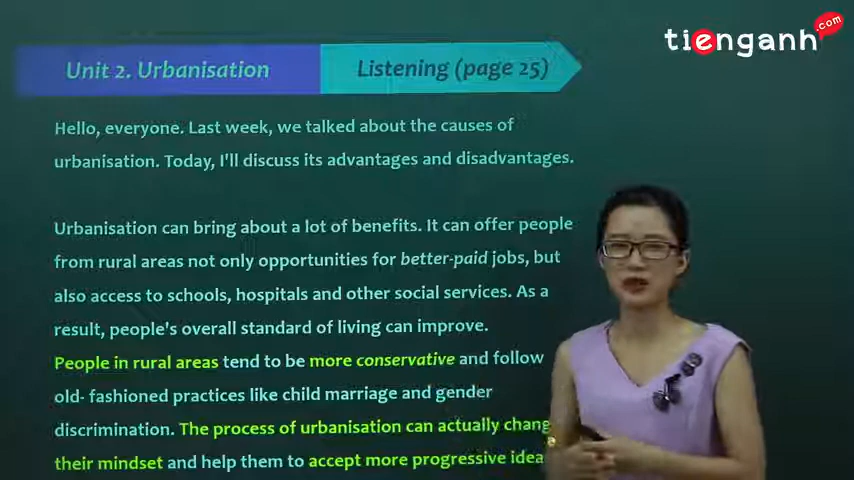 tienganh.com
Unit 2. Urbanisation
Listening (page 25)
Hello, everyone. Last week, we talked about the causes of
urbanisation. Today, I'll discuss its advantages and disadvantages.
Urbanisation can bring about a lot of benefits. It can offer people
from rural areas not only opportunities for better-paid jobs, but
also access to schools, hospitals and other social services. As a
result, people's overall standard of living can improve.
People in rural areas tend to be more conservative and follow
old- fashioned practices like child marriage and gender
discrimination. The process of urbanisation can actually chang
their mindset and help them to accept more progressive idea